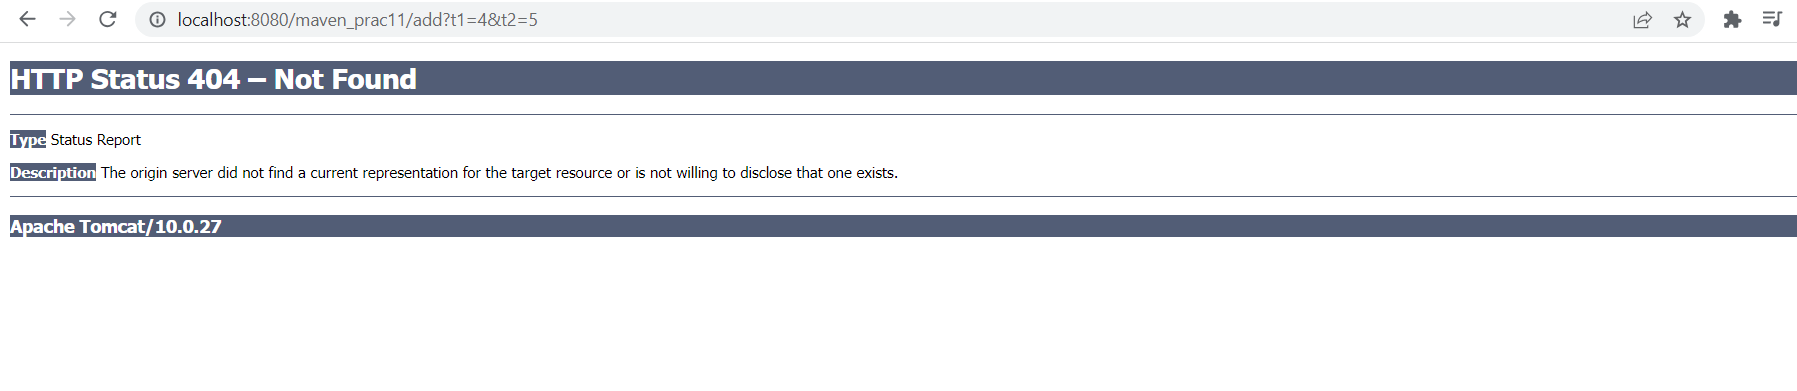 localhost:8080/maven_prac11/add?t1=4&t2=5
HTTP Status 404 – Not Found
Type Status Report
Description The origin server did not find a current representation for the target resource or is not willing to disclose that one exists.
Apache Tomcat/10.0.27